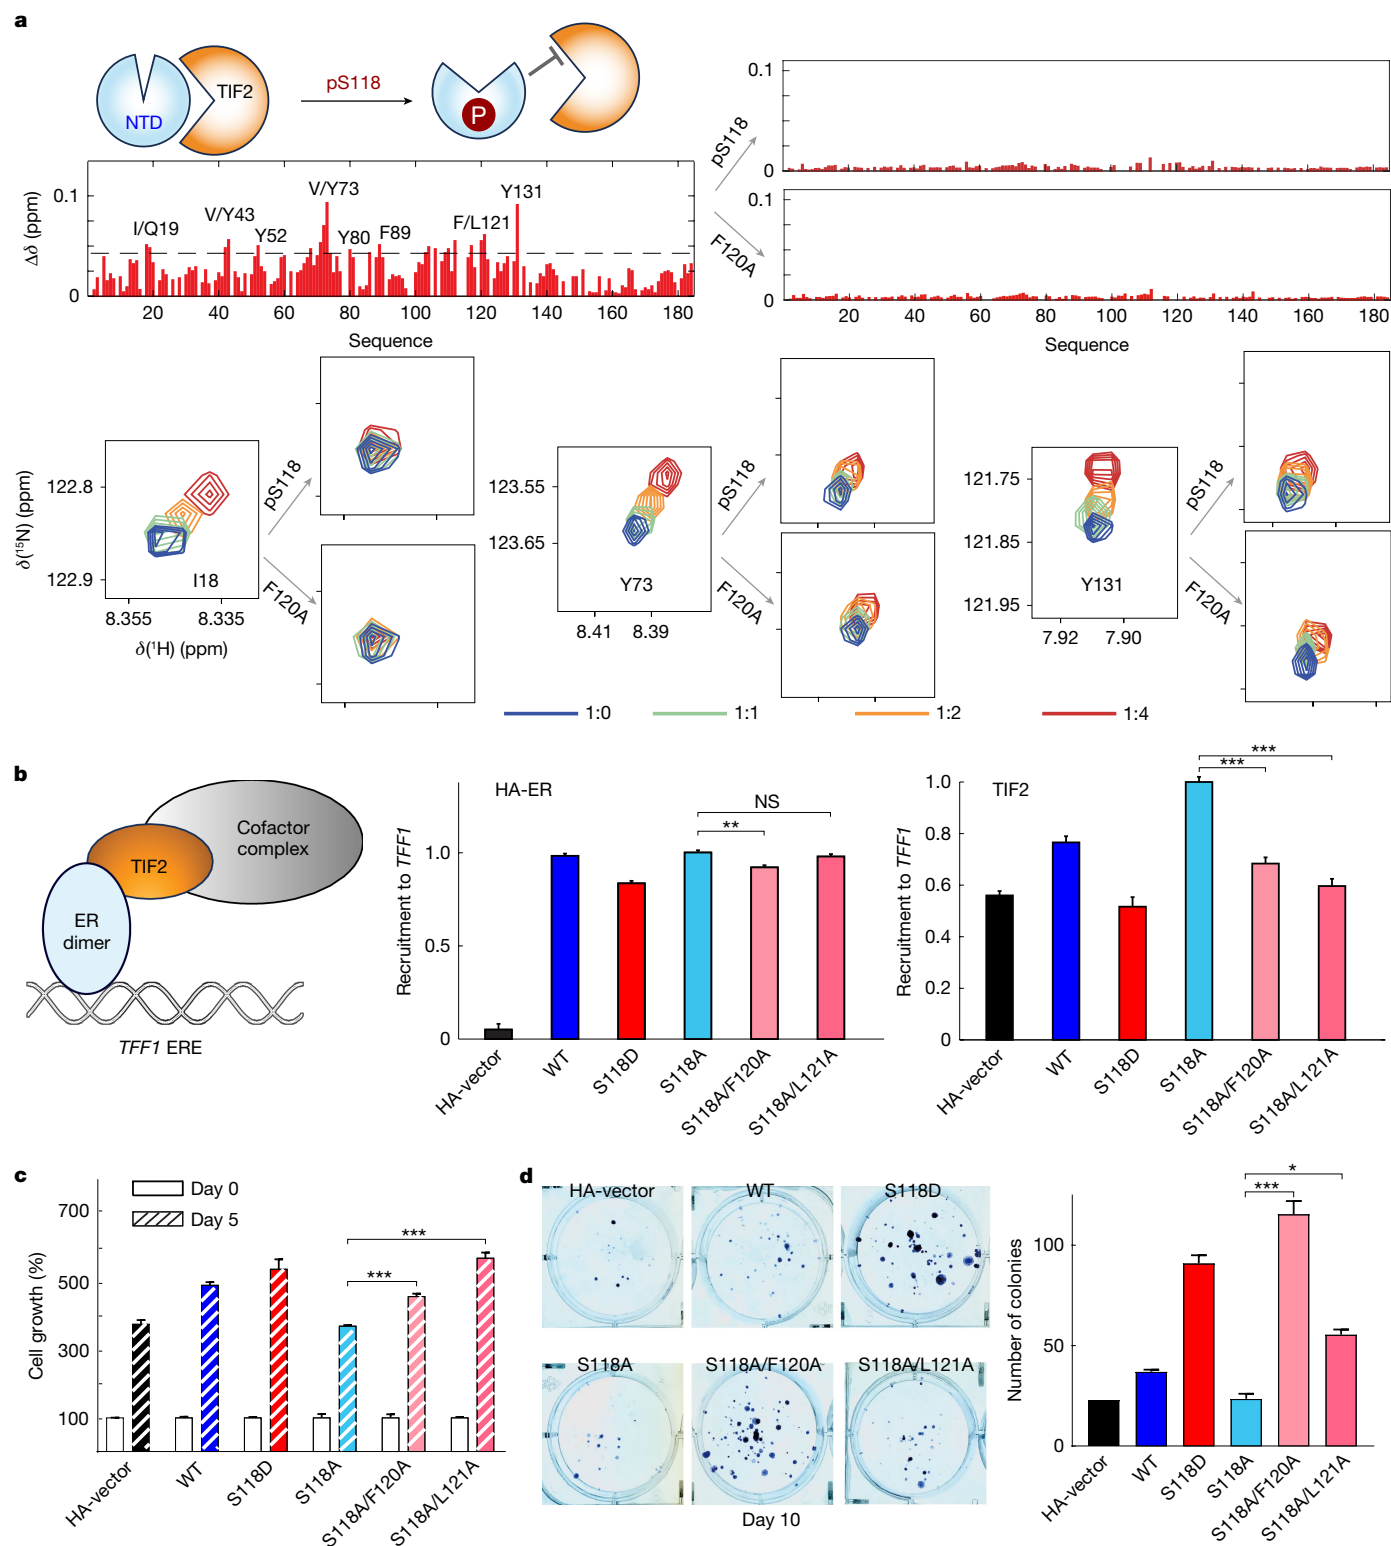 a
NTD
TIF2
pS118
P
Δδ (ppm)
0.1
0
I/Q19
V/Y43
Y52
V/Y73
Y80
F89
F/L121
Y131
20 40 60 80 100 120 140 160 180
Sequence
pS118
F120A
0.1
0
0.1
0
20 40 60 80 100 120 140 160 180
Sequence
δ(¹⁵N) (ppm)
122.8
122.9
I18
8.355 8.335
δ(¹H) (ppm)
pS118
F120A
123.55
123.65
Y73
8.41 8.39
pS118
F120A
121.75
121.85
121.95
Y131
7.92 7.90
pS118
F120A
1:0 1:1 1:2 1:4
b
Cofactor
complex
TIF2
ER
dimer
TFF1 ERE
HA-ER
Recruitment to TFF1
1.0
0.5
0
NS
**
HA-vector
WT
S118D
S118A
S118A/F120A
S118A/L121A
TIF2
Recruitment to TFF1
1.0
0.8
0.6
0.4
0.2
0
***
***
HA-vector
WT
S118D
S118A
S118A/F120A
S118A/L121A
c
Day 0
Day 5
Cell growth (%)
700
500
300
100
***
***
HA-vector
WT
S118D
S118A
S118A/F120A
S118A/L121A
d
HA-vector WT S118D
S118A S118A/F120A S118A/L121A
Day 10
Number of colonies
100
50
0
*
***
HA-vector
WT
S118D
S118A
S118A/F120A
S118A/L121A